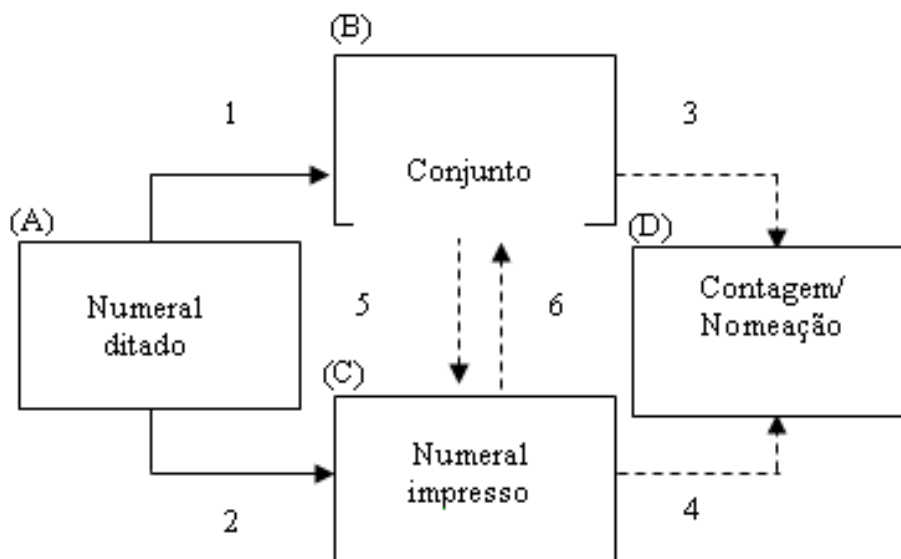 (B)
1
3
Conjunto
(A)
(D)
Numeral
ditado
5
6
Contagem/
Nomeação
(C)
Numeral
impresso
2
4